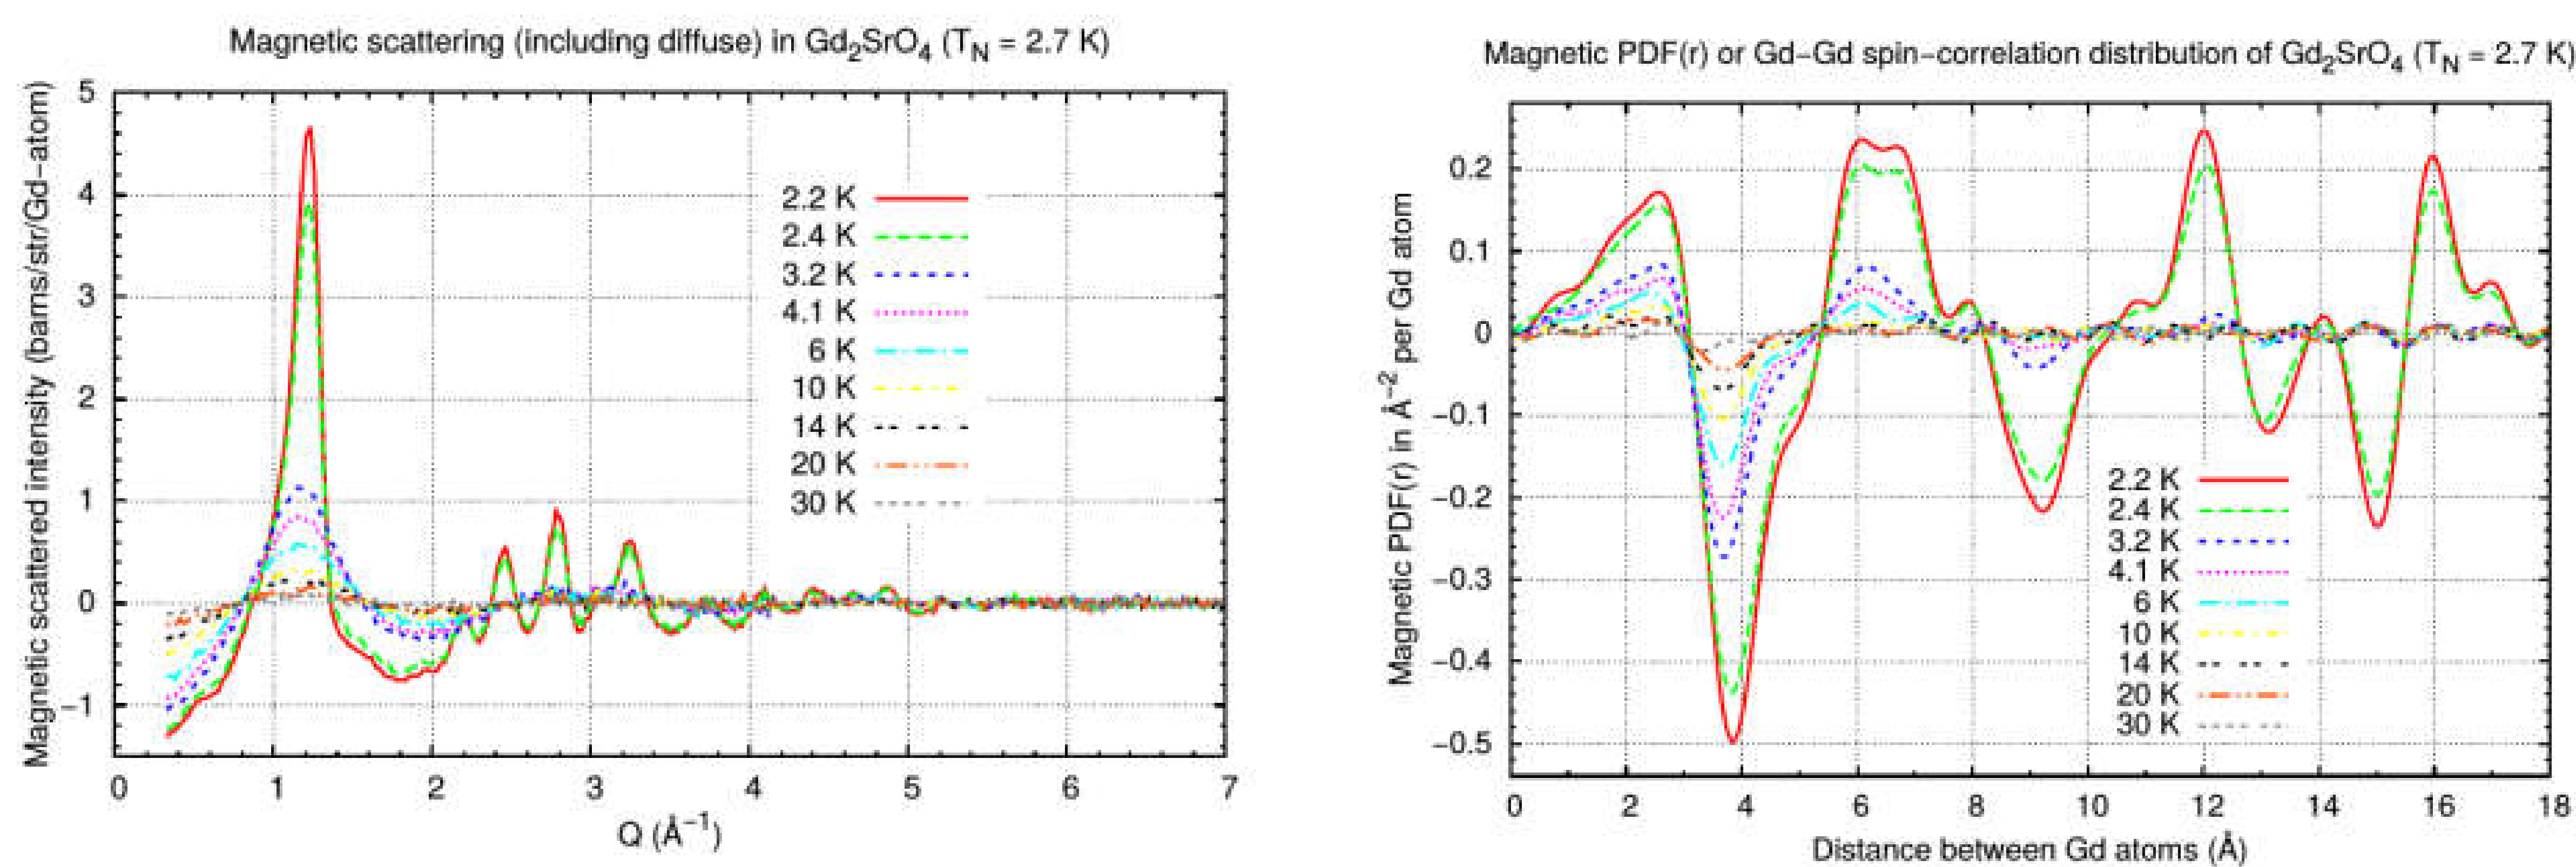 Magnetic scattering (including diffuse) in Gd₂SrO₄ (T_N = 2.7 K)
Magnetic scattered intensity (barns/str/Gd−atom)
5
4
3
2
1
0
−1
0 1 2 3 4 5 6 7
Q (Å⁻¹)
2.2 K
2.4 K
3.2 K
4.1 K
6 K
10 K
14 K
20 K
30 K
Magnetic PDF(r) or Gd−Gd spin−correlation distribution of Gd₂SrO₄ (T_N = 2.7 K)
Magnetic PDF(r) in Å⁻² per Gd atom
0.2
0.1
0
−0.1
−0.2
−0.3
−0.4
−0.5
0 2 4 6 8 10 12 14 16 18
Distance between Gd atoms (Å)
2.2 K
2.4 K
3.2 K
4.1 K
6 K
10 K
14 K
20 K
30 K